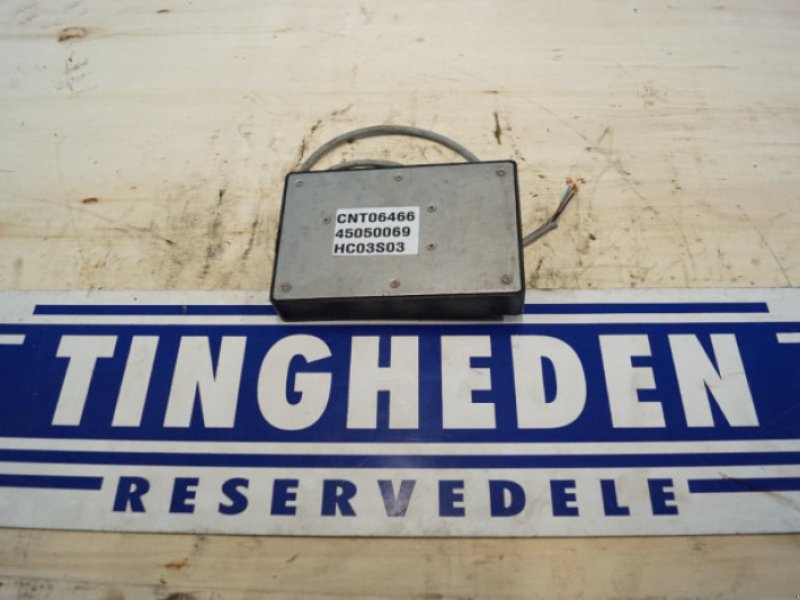 CNT06466
45050069
HC03S03
TINGHEDEN
RESERVEDELE